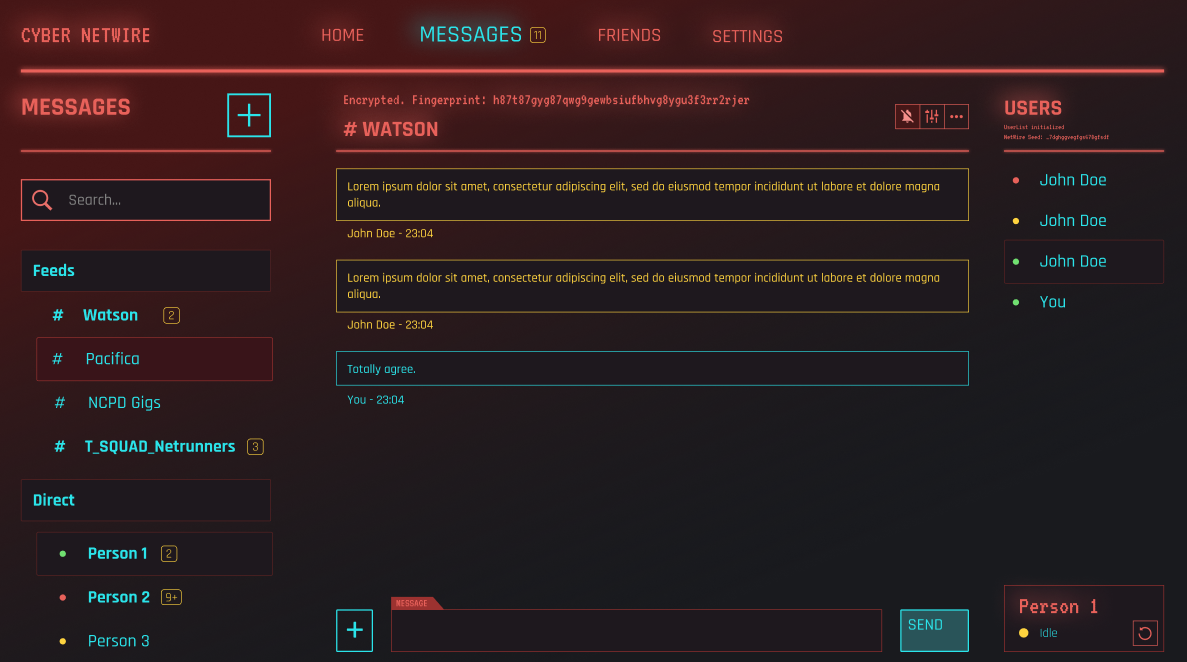 CYBER NETWIRE
HOME
MESSAGES 11
FRIENDS
SETTINGS
MESSAGES
Search...
Feeds
# Watson 2
# Pacifica
# NCPD Gigs
# T_SQUAD_Netrunners 3
Direct
Person 1 2
Person 2 9+
Person 3
Encrypted. Fingerprint: h87t87gyg87qwg9gewbsiufbhvg8ygu3f3rr2rjer
# WATSON
Lorem ipsum dolor sit amet, consectetur adipiscing elit, sed do eiusmod tempor incididunt ut labore et dolore magna
aliqua.
John Doe - 23:04
Lorem ipsum dolor sit amet, consectetur adipiscing elit, sed do eiusmod tempor incididunt ut labore et dolore magna
aliqua.
John Doe - 23:04
Totally agree.
You - 23:04
MESSAGE
SEND
USERS
UserList initialized
NetWire Seed:
John Doe
John Doe
John Doe
You
Person 1
Idle